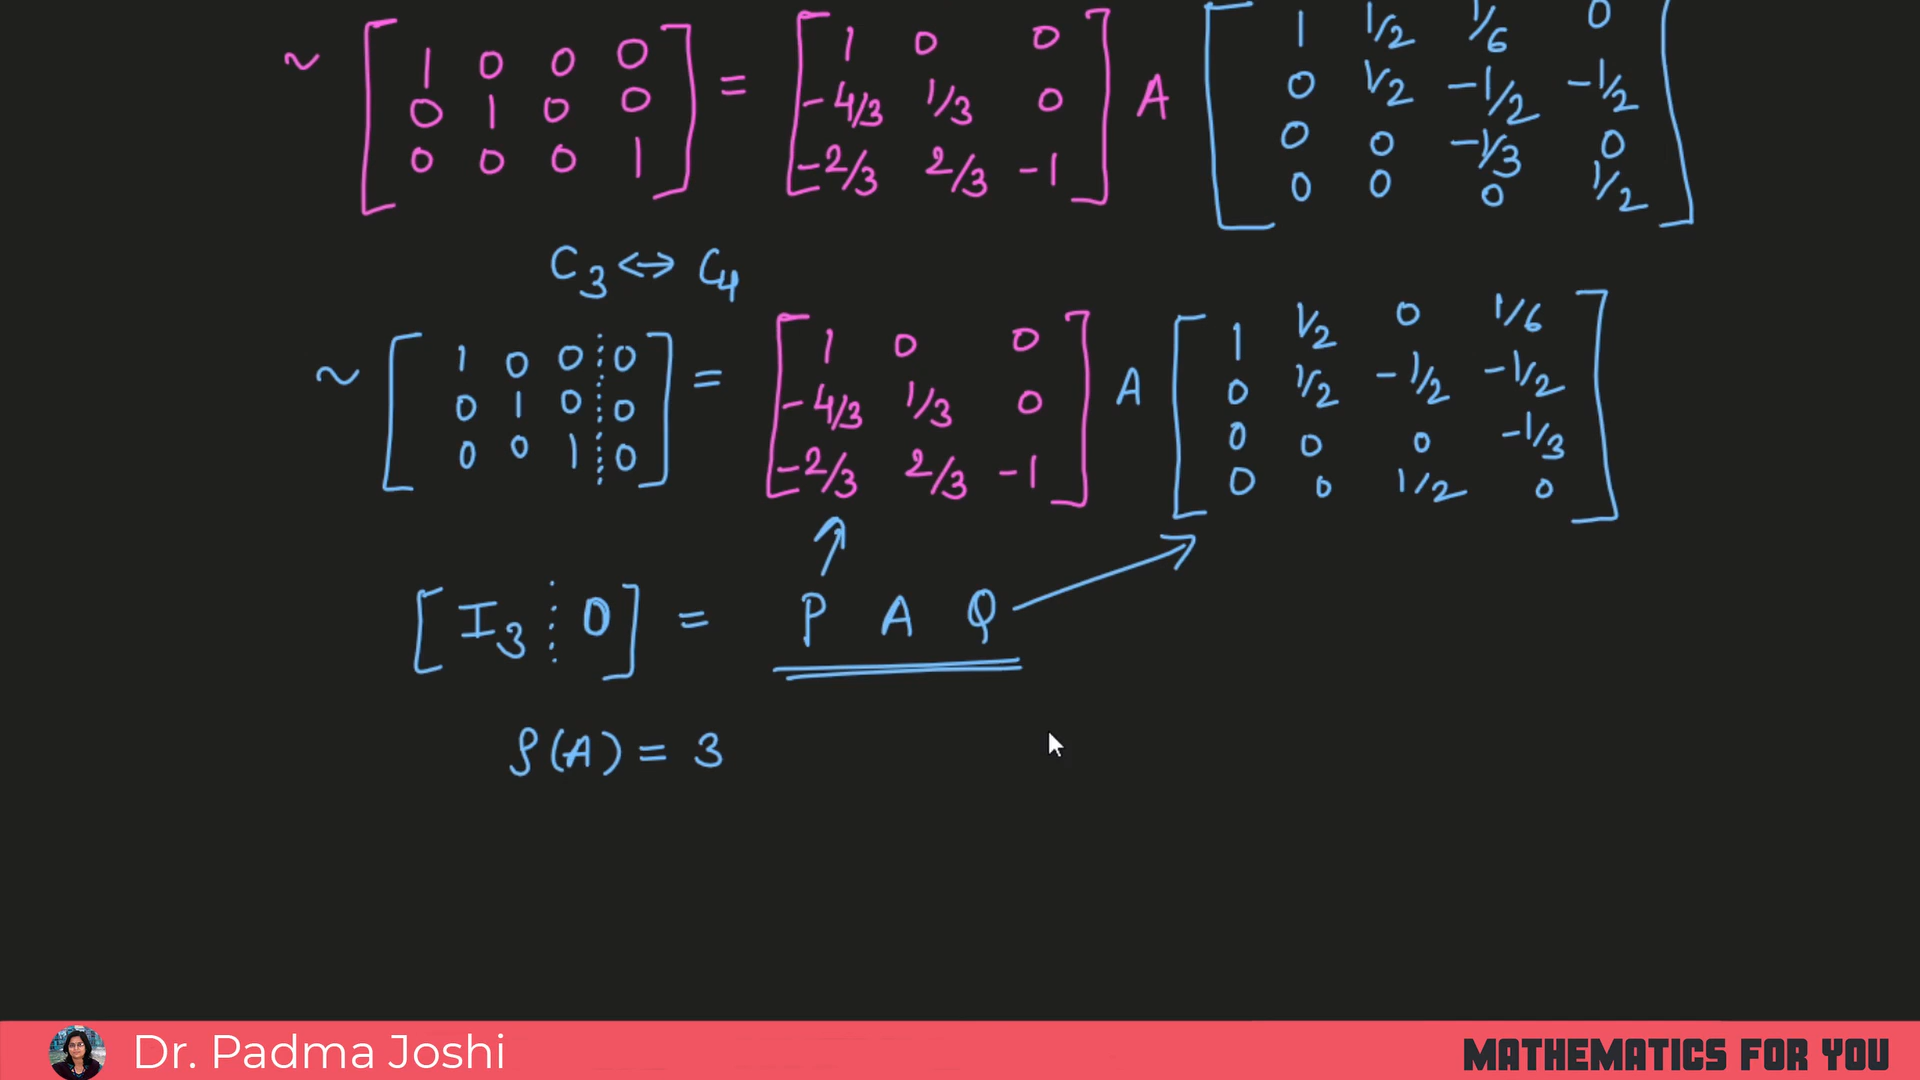 ~ [ 1 0 0 0 ] = [ 1 0 0 ] A [ 1 1/2 1/6 0 ]
[ 0 1 0 0 ] [ -4/3 1/3 0 ] [ 0 1/2 -1/2 -1/2 ]
[ 0 0 0 1 ] [ -2/3 2/3 -1 ] [ 0 0 -1/3 0 ]
[ 0 0 0 1/2 ]
C3 <-> C4
~ [ 1 0 0 ⋮ 0 ] = [ 1 0 0 ] A [ 1 1/2 0 1/6 ]
[ 0 1 0 ⋮ 0 ] [ -4/3 1/3 0 ] [ 0 1/2 -1/2 -1/2 ]
[ 0 0 1 ⋮ 0 ] [ -2/3 2/3 -1 ] [ 0 0 0 -1/3 ]
[ 0 0 1/2 0 ]
[ I3 ⋮ 0 ] = P A Q
ρ(A) = 3
Dr. Padma Joshi
MATHEMATICS FOR YOU